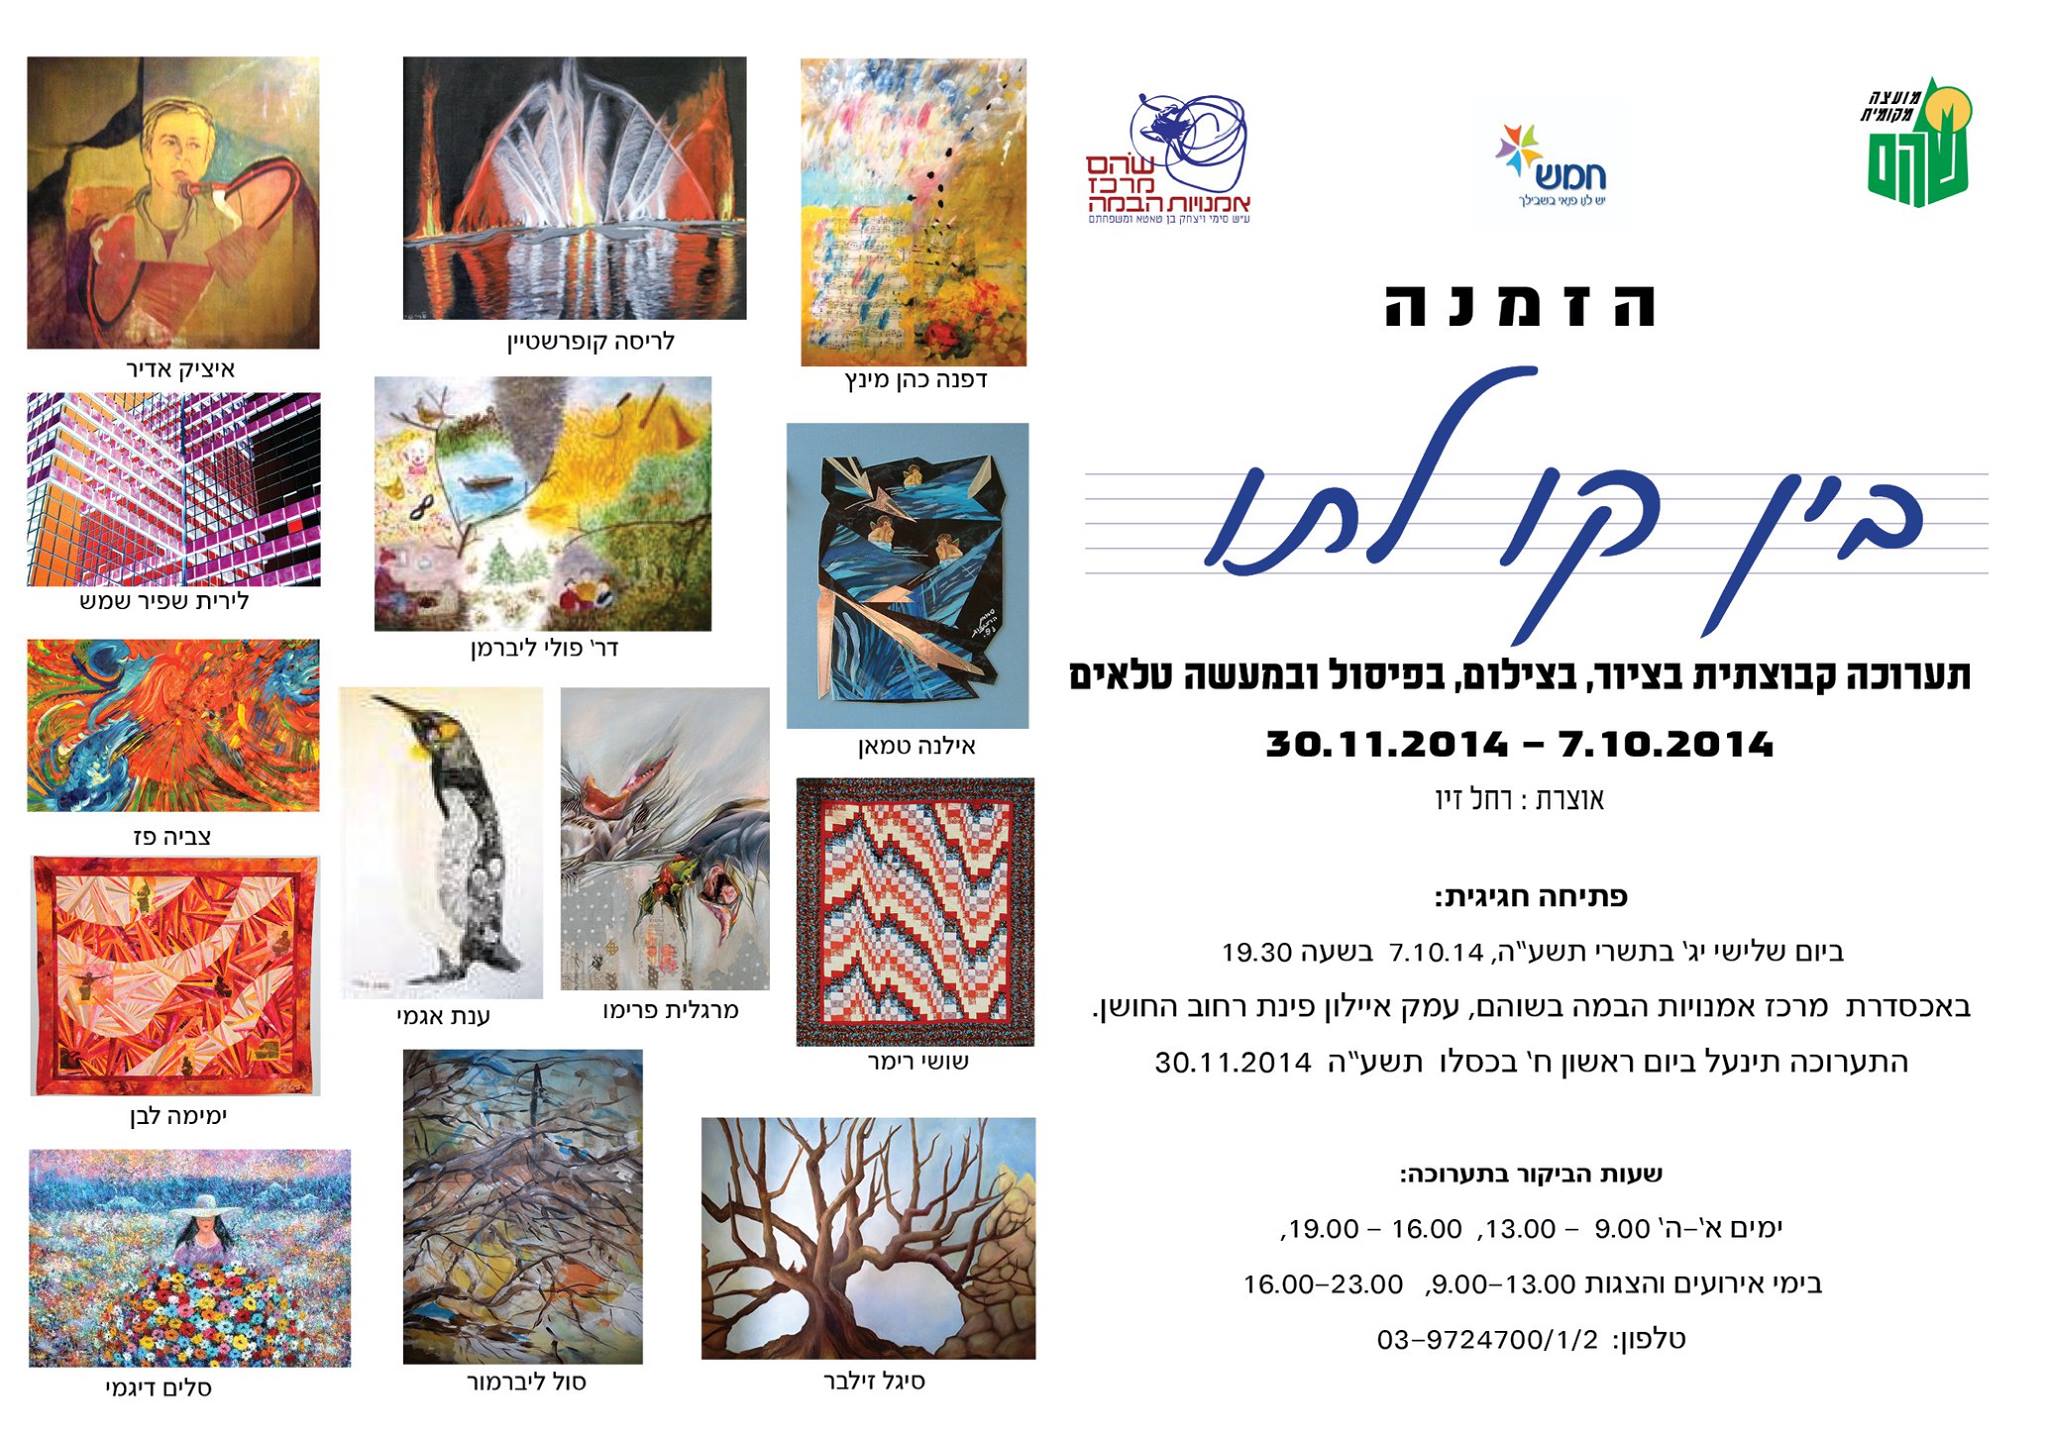 מועצה
מקומית
שהם
חמש
יש לנו פנאי בשבילך
שוהם
מרכז
אמנויות הבמה
ע״ש סימי ויצחק בן טאטא ומשפחתם
הזמנה
בין קו לתו
תערוכה קבוצתית בציור, בצילום, בפיסול ובמעשה טלאים
30.11.2014 – 7.10.2014
אוצרת : רחל זיו
פתיחה חגיגית:
ביום שלישי יג' בתשרי תשע"ה, 7.10.14 בשעה 19.30
באכסדרת מרכז אמנויות הבמה בשוהם, עמק איילון פינת רחוב החושן.
התערוכה תינעל ביום ראשון ח' בכסלו תשע"ה 30.11.2014
שעות הביקור בתערוכה:
ימים א'–ה' 9.00 – 13.00, 16.00 – 19.00,
בימי אירועים והצגות 9.00–13.00, 16.00–23.00
טלפון: 03–9724700/1/2
דפנה כהן מינץ
לריסה קופרשטיין
איציק אדיר
לירית שפיר שמש
דר' פולי ליברמן
אילנה טמאן
צביה פז
ענת אגמי
מרגלית פרימו
שושי רימר
ימימה לבן
סיגל זילבר
סול ליברמור
סלים דיגמי